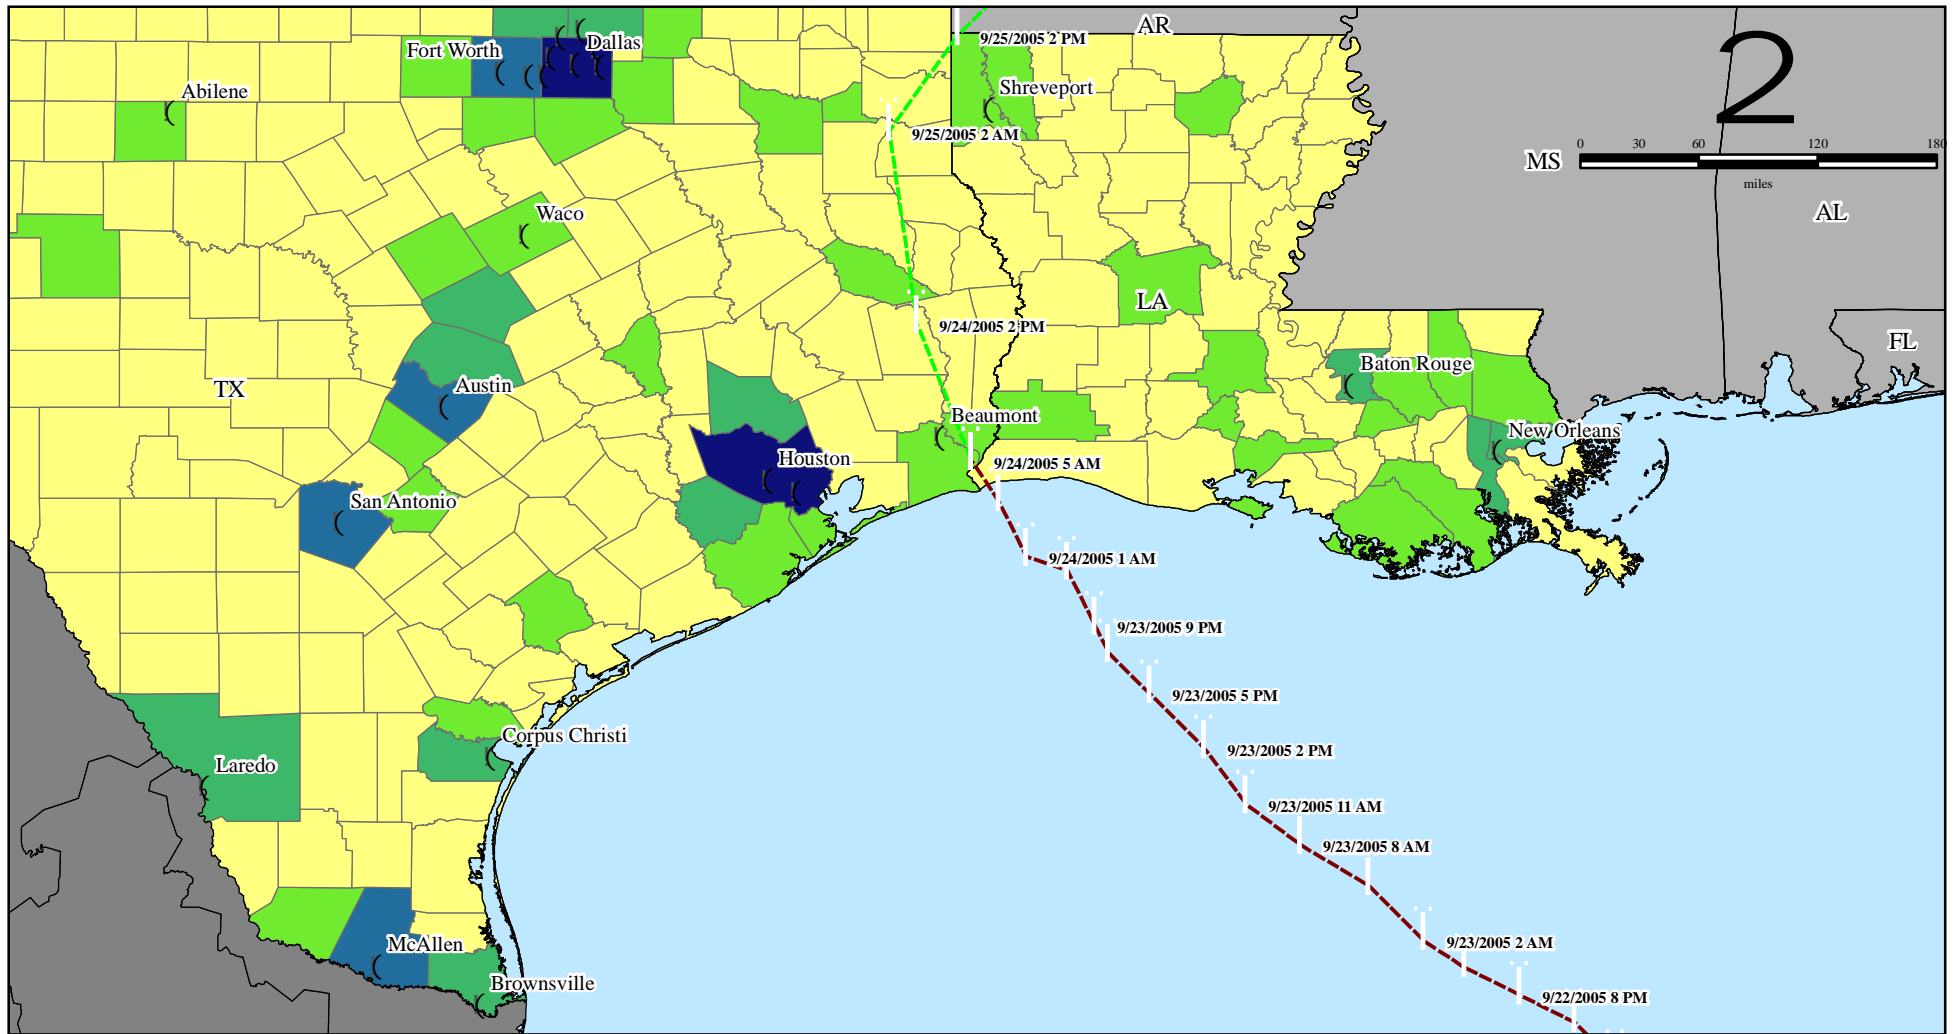 AR
2
Fort Worth
Dallas
9/25/2005 2 PM
Abilene
Shreveport
9/25/2005 2 AM
0 30 60 120 180
MS
miles
Waco
AL
LA
9/24/2005 2 PM
FL
Baton Rouge
TX
Austin
Beaumont
New Orleans
Houston
9/24/2005 5 AM
San Antonio
9/24/2005 1 AM
9/23/2005 9 PM
9/23/2005 5 PM
Corpus Christi
9/23/2005 2 PM
Laredo
9/23/2005 11 AM
9/23/2005 8 AM
McAllen
9/23/2005 2 AM
Brownsville
9/22/2005 8 PM